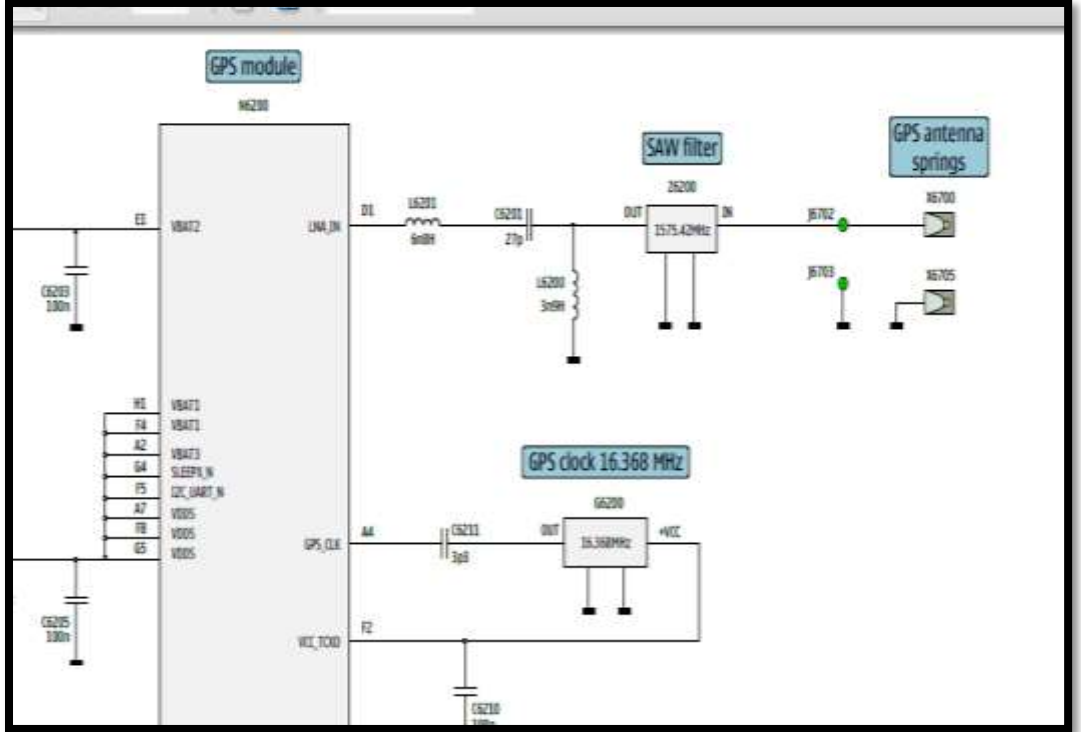 GPS module
N6200
E1
VBAT2
C6203
100n
H1 VBAT1
F4 VBAT1
A2 VBAT3
G4 SLEEPX_N
F5 I2C_UART_N
A7 VDDS
F8 VDDS
G5 VDDS
C6205
100n
LNA_IN
D1
L6201
6n8H
C6201
27p
L6200
3n9H
SAW filter
Z6200
OUT
1575.42MHz
IN
GPS antenna
springs
J6702
X6700
J6703
X6705
GPS clock 16.368 MHz
GPS_CLK
A4
C6211
3p3
G6200
OUT
16.368MHz
+VCC
VCC_TCXO
F2
C6210
100n